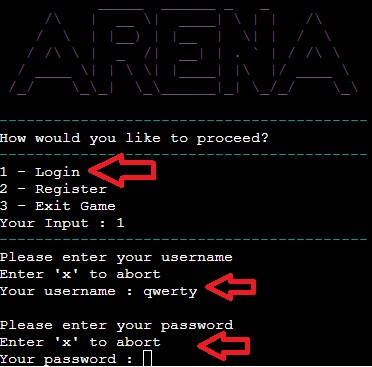 ARENA
How would you like to proceed?
1 - Login
2 - Register
3 - Exit Game
Your Input : 1
Please enter your username
Enter 'x' to abort
Your username : qwerty
Please enter your password
Enter 'x' to abort
Your password :